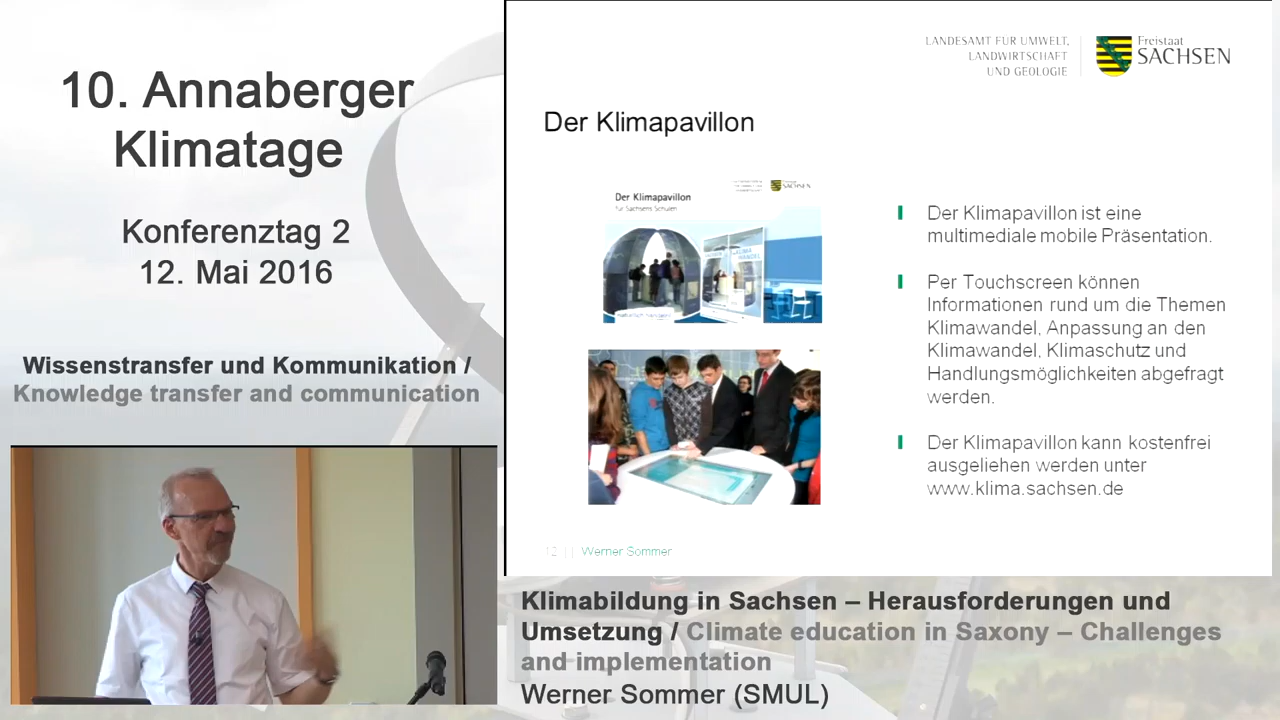 10. Annaberger
Klimatage
Konferenztag 2
12. Mai 2016
Wissenstransfer und Kommunikation /
Knowledge transfer and communication
LANDESAMT FÜR UMWELT,
LANDWIRTSCHAFT
UND GEOLOGIE
Freistaat
SACHSEN
Der Klimapavillon
SACHSEN
Der Klimapavillon
für Sachsens Schulen
Der Klimapavillon ist eine
multimediale mobile Präsentation.
Per Touchscreen können
Informationen rund um die Themen
Klimawandel, Anpassung an den
Klimawandel, Klimaschutz und
Handlungsmöglichkeiten abgefragt
werden.
Der Klimapavillon kann kostenfrei
ausgeliehen werden unter
www.klima.sachsen.de
12 || Werner Sommer
Klimabildung in Sachsen – Herausforderungen und
Umsetzung / Climate education in Saxony – Challenges
and implementation
Werner Sommer (SMUL)